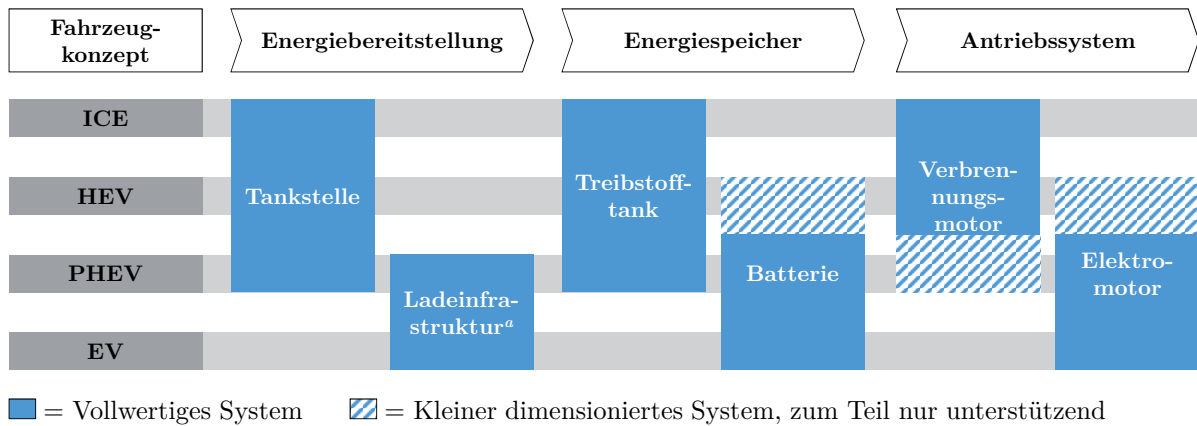 Fahrzeug-
konzept
Energiebereitstellung
Energiespeicher
Antriebssystem
ICE
HEV
PHEV
EV
Tankstelle
Ladeinfra-
strukturᵃ
Treibstoff-
tank
Batterie
Verbren-
nungs-
motor
Elektro-
motor
= Vollwertiges System
= Kleiner dimensioniertes System, zum Teil nur unterstützend